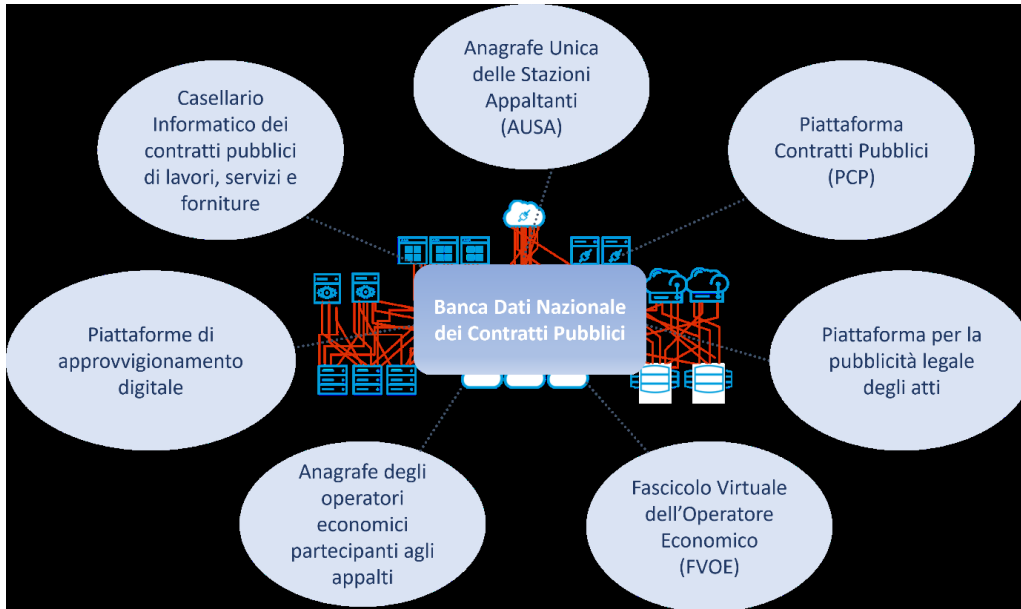 Anagrafe Unica
delle Stazioni
Appaltanti
(AUSA)
Casellario
Informatico dei
contratti pubblici
di lavori, servizi e
forniture
Piattaforma
Contratti Pubblici
(PCP)
Banca Dati Nazionale
dei Contratti Pubblici
Piattaforme di
approvvigionamento
digitale
Piattaforma per la
pubblicità legale
degli atti
Anagrafe degli
operatori
economici
partecipanti agli
appalti
Fascicolo Virtuale
dell’Operatore
Economico
(FVOE)